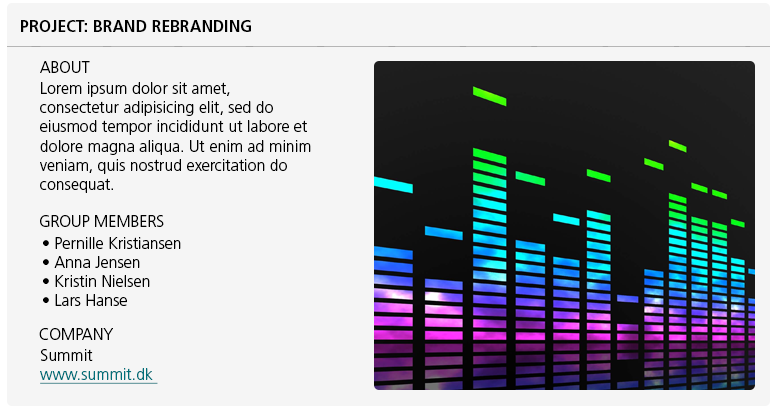 PROJECT: BRAND REBRANDING
ABOUT
Lorem ipsum dolor sit amet,
consectetur adipisicing elit, sed do
eiusmod tempor incididunt ut labore et
dolore magna aliqua. Ut enim ad minim
veniam, quis nostrud exercitation do
consequat.
GROUP MEMBERS
• Pernille Kristiansen
• Anna Jensen
• Kristin Nielsen
• Lars Hanse
COMPANY
Summit
www.summit.dk